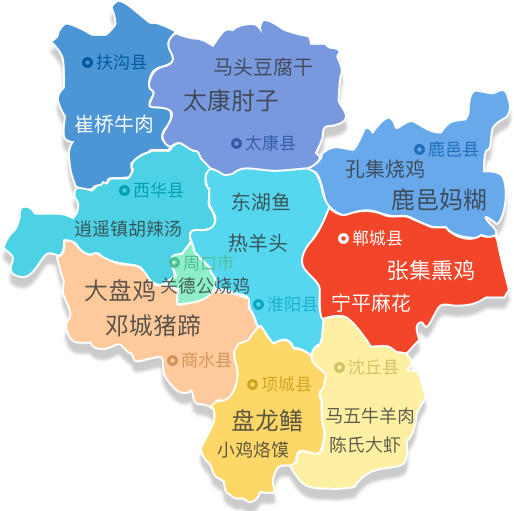 扶沟县
崔桥牛肉
马头豆腐干
太康肘子
太康县
鹿邑县
孔集烧鸡
鹿邑妈糊
西华县
逍遥镇胡辣汤
东湖鱼
热羊头
淮阳县
周口市
关德公烧鸡
郸城县
张集熏鸡
宁平麻花
大盘鸡
邓城猪蹄
商水县
项城县
盘龙鳝
小鸡烙馍
沈丘县
马五牛羊肉
陈氏大虾